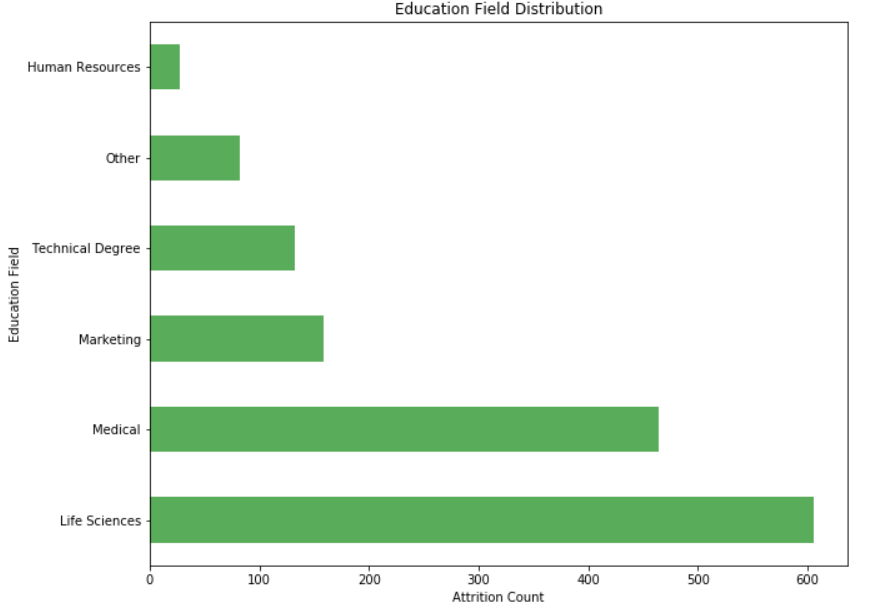 Education Field Distribution
Education Field
Human Resources
Other
Technical Degree
Marketing
Medical
Life Sciences
0 100 200 300 400 500 600
Attrition Count